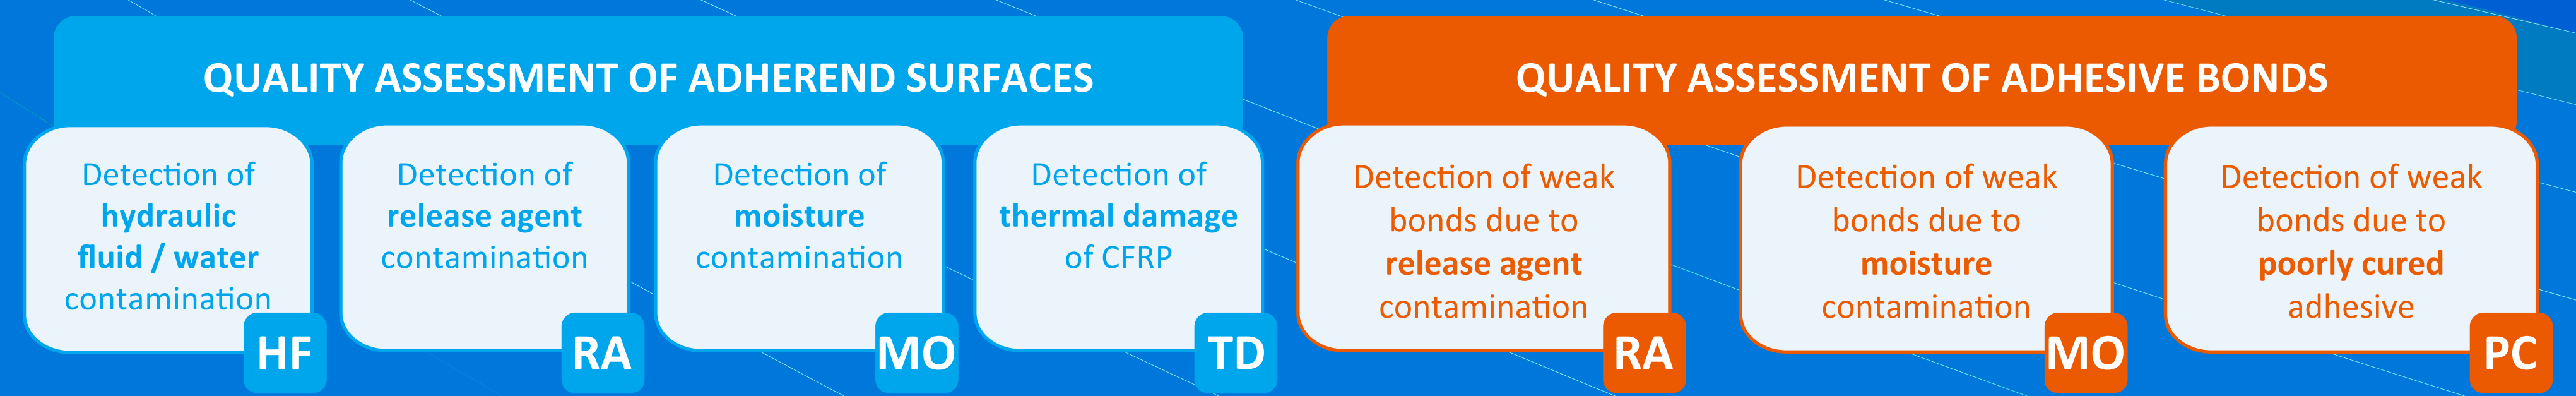 QUALITY ASSESSMENT OF ADHEREND SURFACES
Detection of
hydraulic
fluid / water
contamination
HF
Detection of
release agent
contamination
RA
Detection of
moisture
contamination
MO
Detection of
thermal damage
of CFRP
TD
QUALITY ASSESSMENT OF ADHESIVE BONDS
Detection of weak
bonds due to
release agent
contamination
RA
Detection of weak
bonds due to
moisture
contamination
MO
Detection of weak
bonds due to
poorly cured
adhesive
PC